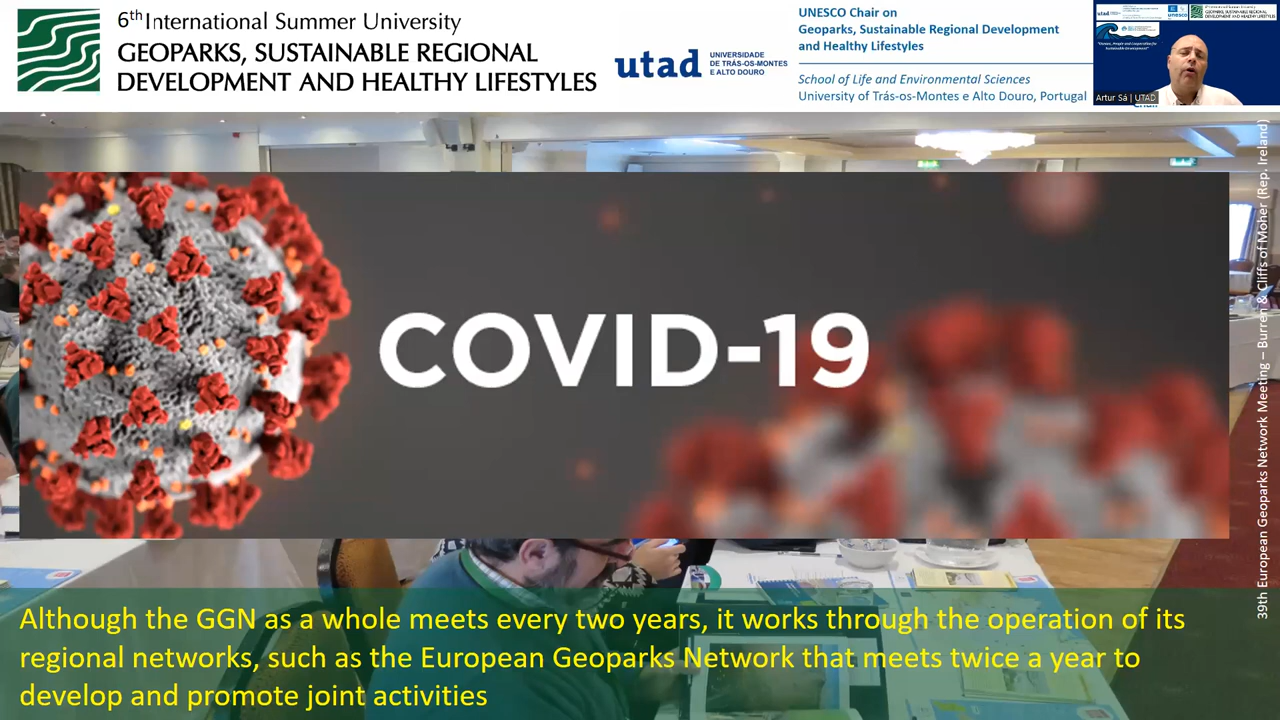 6th International Summer University
GEOPARKS, SUSTAINABLE REGIONAL
DEVELOPMENT AND HEALTHY LIFESTYLES
utad
UNIVERSIDADE
DE TRÁS-OS-MONTES
E ALTO DOURO
UNESCO Chair on
Geoparks, Sustainable Regional Development
and Healthy Lifestyles
School of Life and Environmental Sciences
University of Trás-os-Montes e Alto Douro, Portugal
Artur Sá | UTAD
COVID-19
39th European Geoparks Network Meeting – Burren & Cliffs of Moher (Rep. Ireland)
Although the GGN as a whole meets every two years, it works through the operation of its
regional networks, such as the European Geoparks Network that meets twice a year to
develop and promote joint activities